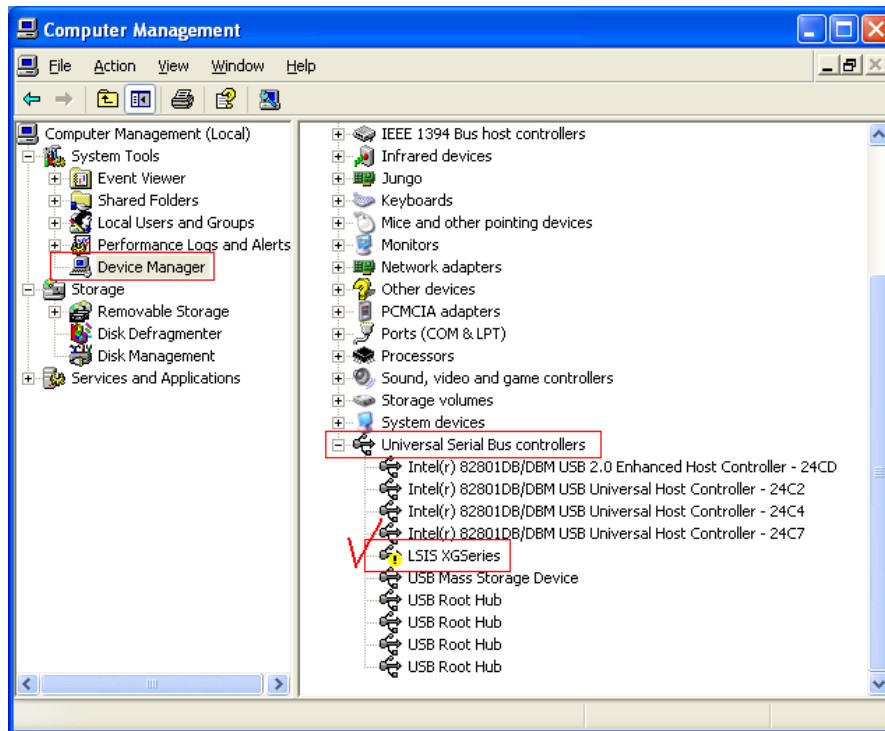 Computer Management
File Action View Window Help
Computer Management (Local)
System Tools
Event Viewer
Shared Folders
Local Users and Groups
Performance Logs and Alerts
Device Manager
Storage
Removable Storage
Disk Defragmenter
Disk Management
Services and Applications
IEEE 1394 Bus host controllers
Infrared devices
Jungo
Keyboards
Mice and other pointing devices
Monitors
Network adapters
Other devices
PCMCIA adapters
Ports (COM & LPT)
Processors
Sound, video and game controllers
Storage volumes
System devices
Universal Serial Bus controllers
Intel(r) 82801DB/DBM USB 2.0 Enhanced Host Controller - 24CD
Intel(r) 82801DB/DBM USB Universal Host Controller - 24C2
Intel(r) 82801DB/DBM USB Universal Host Controller - 24C4
Intel(r) 82801DB/DBM USB Universal Host Controller - 24C7
LSIS XGSeries
USB Mass Storage Device
USB Root Hub
USB Root Hub
USB Root Hub
USB Root Hub